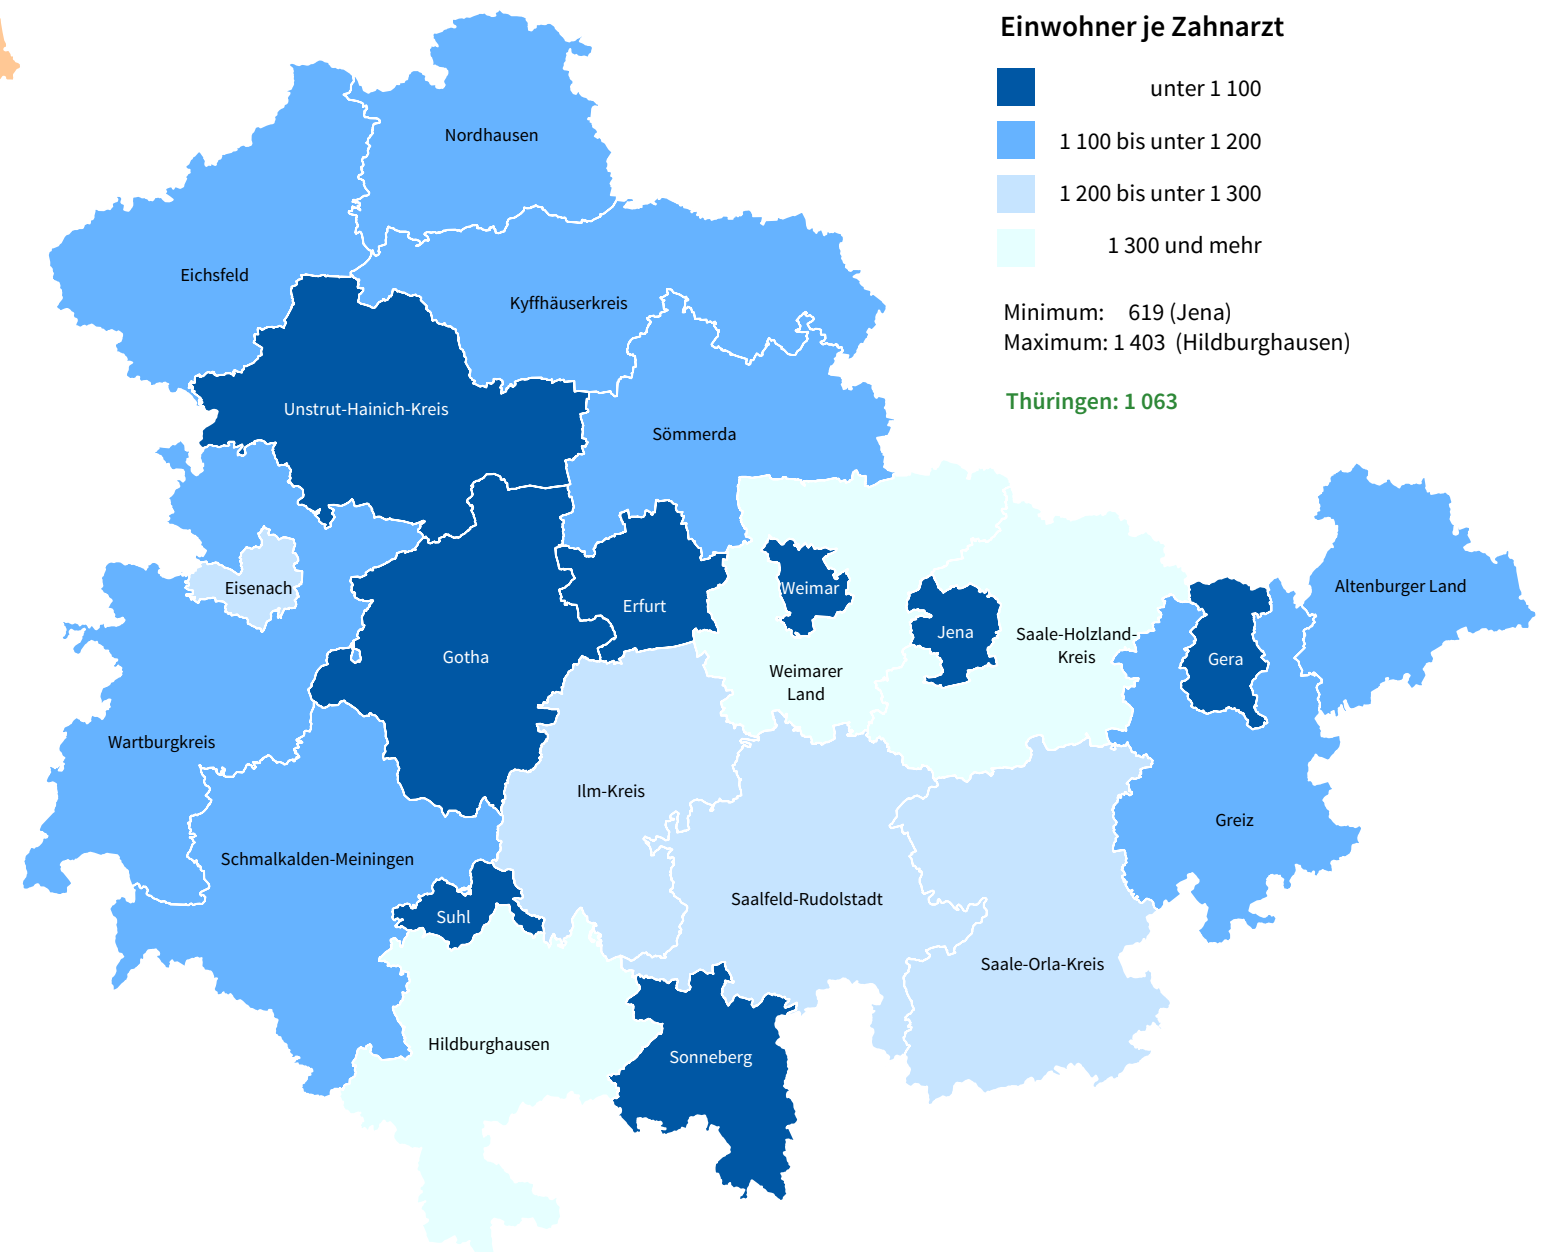 Einwohner je Zahnarzt
unter 1 100
1 100 bis unter 1 200
1 200 bis unter 1 300
1 300 und mehr
Minimum: 619 (Jena)
Maximum: 1 403 (Hildburghausen)
Thüringen: 1 063
Nordhausen
Eichsfeld
Kyffhäuserkreis
Unstrut-Hainich-Kreis
Sömmerda
Eisenach
Erfurt
Weimar
Altenburger Land
Jena
Saale-Holzland-
Kreis
Gera
Gotha
Weimarer
Land
Wartburgkreis
Ilm-Kreis
Greiz
Schmalkalden-Meiningen
Saalfeld-Rudolstadt
Suhl
Saale-Orla-Kreis
Hildburghausen
Sonneberg